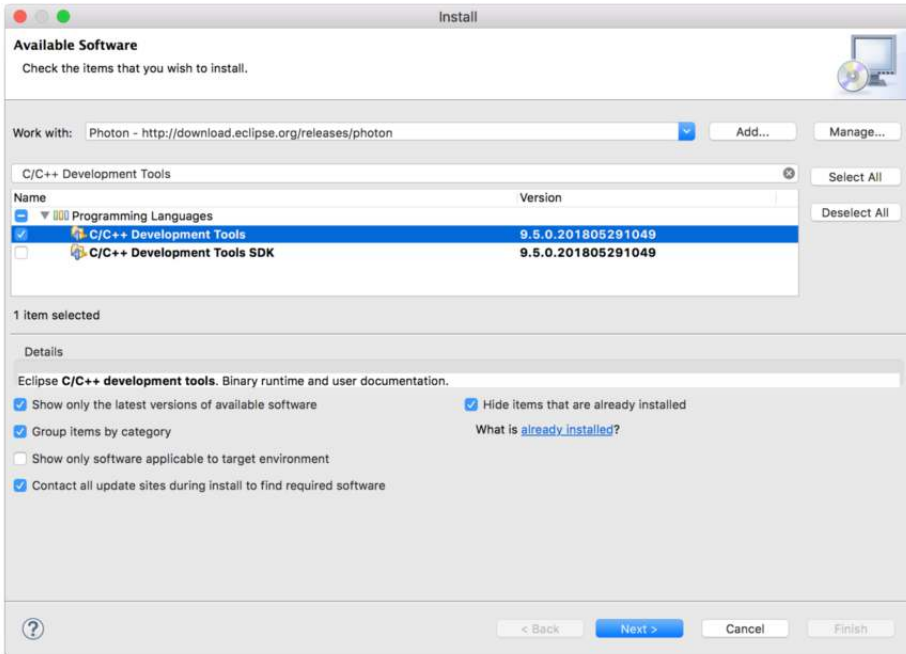 Install
Available Software
Check the items that you wish to install.
Work with: Photon - http://download.eclipse.org/releases/photon Add... Manage...
C/C++ Development Tools Select All
Name Version
Deselect All
Programming Languages
C/C++ Development Tools 9.5.0.201805291049
C/C++ Development Tools SDK 9.5.0.201805291049
1 item selected
Details
Eclipse C/C++ development tools. Binary runtime and user documentation.
Show only the latest versions of available software Hide items that are already installed
Group items by category What is already installed?
Show only software applicable to target environment
Contact all update sites during install to find required software
? < Back Next > Cancel Finish